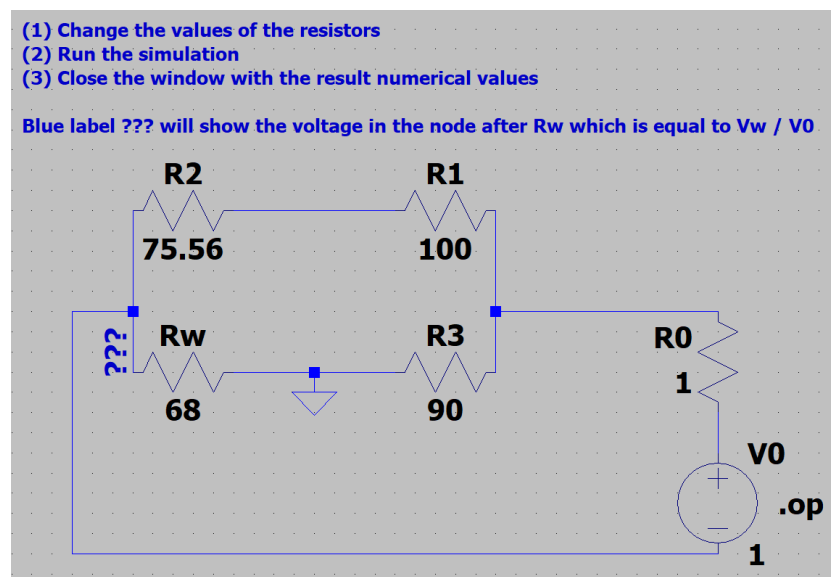 (1) Change the values of the resistors
(2) Run the simulation
(3) Close the window with the result numerical values
Blue label ??? will show the voltage in the node after Rw which is equal to Vw / V0
R2
R1
75.56
100
???
Rw
R3
R0
1
68
90
V0
.op
1